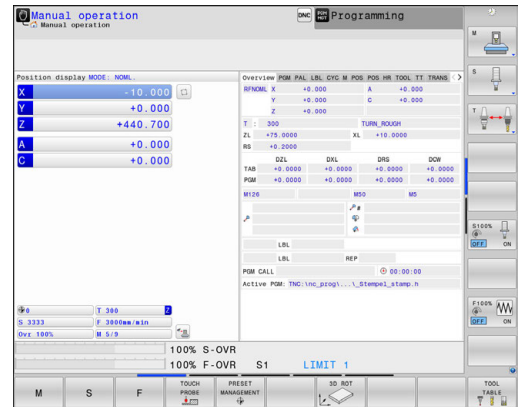 Manual operation
DNC
Programming
Manual operation
Position display MODE: NOML.
X -10.000
Y +0.000
Z +440.700
A +0.000
C +0.000
Overview PGM PAL LBL CYC M POS POS HR TOOL TT TRANS
RFNOML X +0.000 A +0.000
Y +0.000 C +0.000
Z +0.000
T : 300 TURN_ROUGH
ZL +75.0000 XL +10.0000
RS +0.2000
DZL DXL DRS DCW
TAB +0.0000 +0.0000 +0.0000 +0.0000
PGM +0.0000 +0.0000 +0.0000 +0.0000
M126 M50 M5
LBL
LBL REP
PGM CALL 00:00:00
Active PGM: TNC:\nc_prog\...\_Stempel_stamp.h
0 T 300 Z
S 3333 F 3000mm/min
Ovr 100% M 5/9
100% S-OVR
100% F-OVR S1 LIMIT 1
M S F TOUCH PROBE PRESET MANAGEMENT 3D ROT TOOL TABLE
M
S
T
S100%
OFF ON
F100%
OFF ON